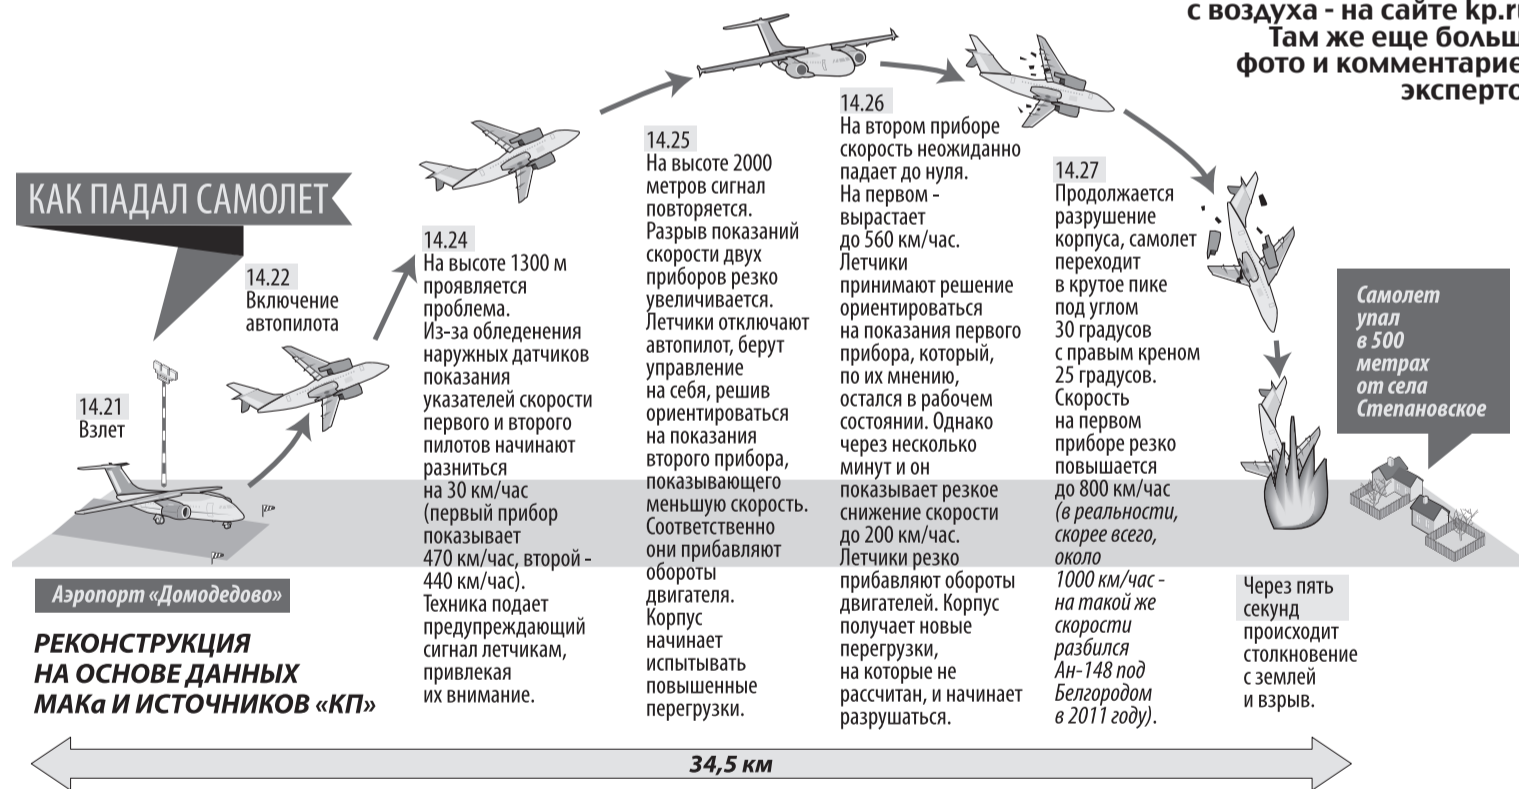 с воздуха - на сайте kp.ru
Там же еще больш
фото и комментарие
эксперто
КАК ПАДАЛ САМОЛЕТ
14.21
Взлет
14.22
Включение
автопилота
14.24
На высоте 1300 м
проявляется
проблема.
Из-за обледенения
наружных датчиков
показания
указателей скорости
первого и второго
пилотов начинают
разниться
на 30 км/час
(первый прибор
показывает
470 км/час, второй -
440 км/час).
Техника подает
предупреждающий
сигнал летчикам,
привлекая
их внимание.
14.25
На высоте 2000
метров сигнал
повторяется.
Разрыв показаний
скорости двух
приборов резко
увеличивается.
Летчики отключают
автопилот, берут
управление
на себя, решив
ориентироваться
на показания
второго прибора,
показывающего
меньшую скорость.
Соответственно
они прибавляют
обороты
двигателя.
Корпус
начинает
испытывать
повышенные
перегрузки.
14.26
На втором приборе
скорость неожиданно
падает до нуля.
На первом -
вырастает
до 560 км/час.
Летчики
принимают решение
ориентироваться
на показания первого
прибора, который,
по их мнению,
остался в рабочем
состоянии. Однако
через несколько
минут и он
показывает резкое
снижение скорости
до 200 км/час.
Летчики резко
прибавляют обороты
двигателей. Корпус
получает новые
перегрузки,
на которые не
рассчитан, и начинает
разрушаться.
14.27
Продолжается
разрушение
корпуса, самолет
переходит
в крутое пике
под углом
30 градусов
с правым креном
25 градусов.
Скорость
на первом
приборе резко
повышается
до 800 км/час
(в реальности,
скорее всего,
около
1000 км/час -
на такой же
скорости
разбился
Ан-148 под
Белгородом
в 2011 году).
Через пять
секунд
происходит
столкновение
с землей
и взрыв.
Самолет
упал
в 500
метрах
от села
Степановское
Аэропорт «Домодедово»
РЕКОНСТРУКЦИЯ
НА ОСНОВЕ ДАННЫХ
МАКа И ИСТОЧНИКОВ «КП»
34,5 км